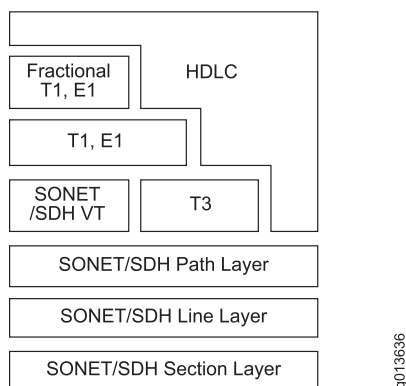 Fractional
T1, E1
HDLC
T1, E1
SONET
/SDH VT
T3
SONET/SDH Path Layer
SONET/SDH Line Layer
SONET/SDH Section Layer
g013636